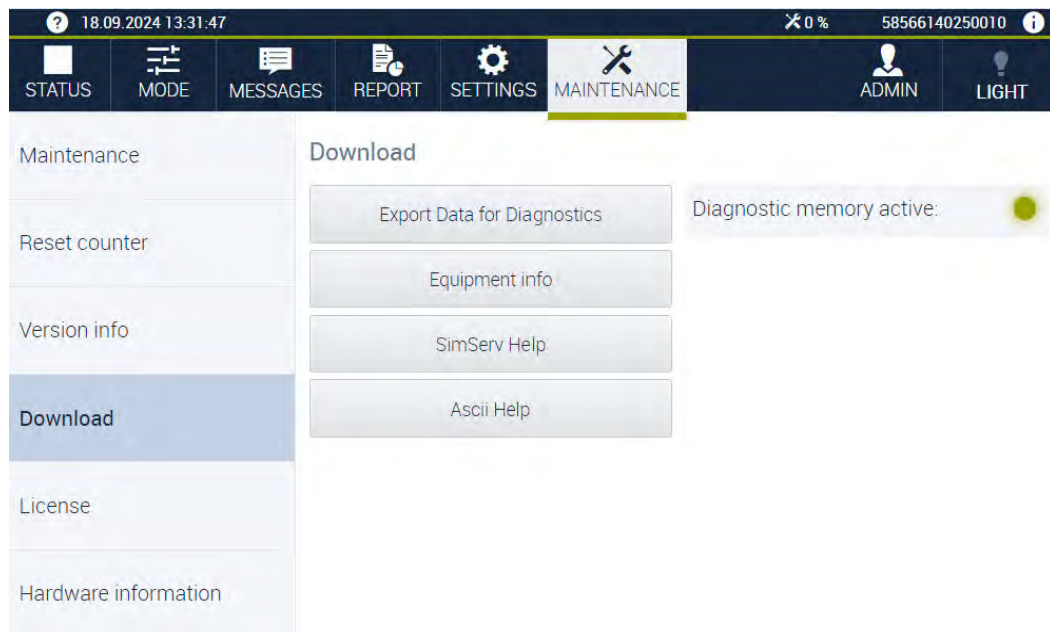 ? 18.09.2024 13:31:47 0 % 58566140250010 i
STATUS MODE MESSAGES REPORT SETTINGS MAINTENANCE ADMIN LIGHT
Maintenance
Reset counter
Version info
Download
License
Hardware information
Download
Export Data for Diagnostics
Equipment info
SimServ Help
Ascii Help
Diagnostic memory active: